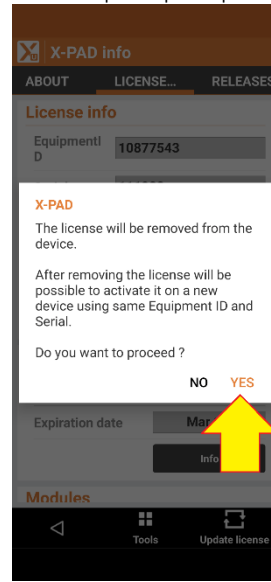 X-PAD info
ABOUT LICENSE... RELEASES
License info
EquipmentI
D
10877543
X-PAD
The license will be removed from the
device.
After removing the license will be
possible to activate it on a new
device using same Equipment ID and
Serial.
Do you want to proceed ?
NO YES
Expiration date
Info
Modules
Tools Update license